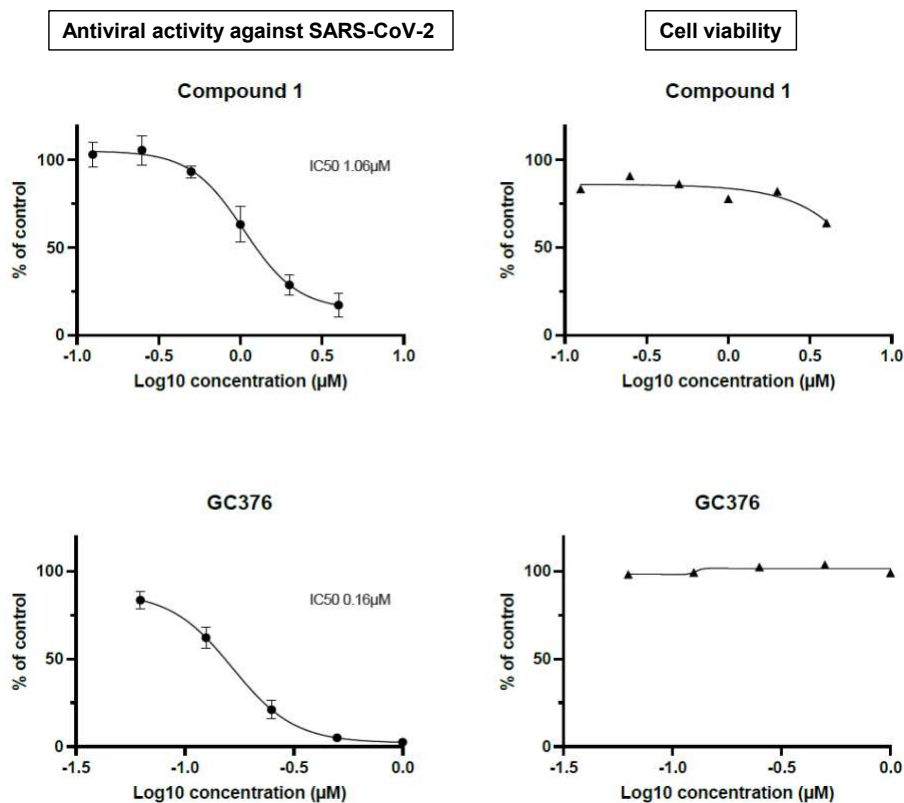 Antiviral activity against SARS-CoV-2
Cell viability
Compound 1
% of control
100
50
0
IC50 1.06µM
-1.0
-0.5
0.0
0.5
1.0
Log10 concentration (µM)
Compound 1
% of control
100
50
0
-1.0
-0.5
0.0
0.5
1.0
Log10 concentration (µM)
GC376
% of control
100
50
0
IC50 0.16µM
-1.5
-1.0
-0.5
0.0
Log10 concentration (µM)
GC376
% of control
100
50
0
-1.5
-1.0
-0.5
0.0
Log10 concentration (µM)